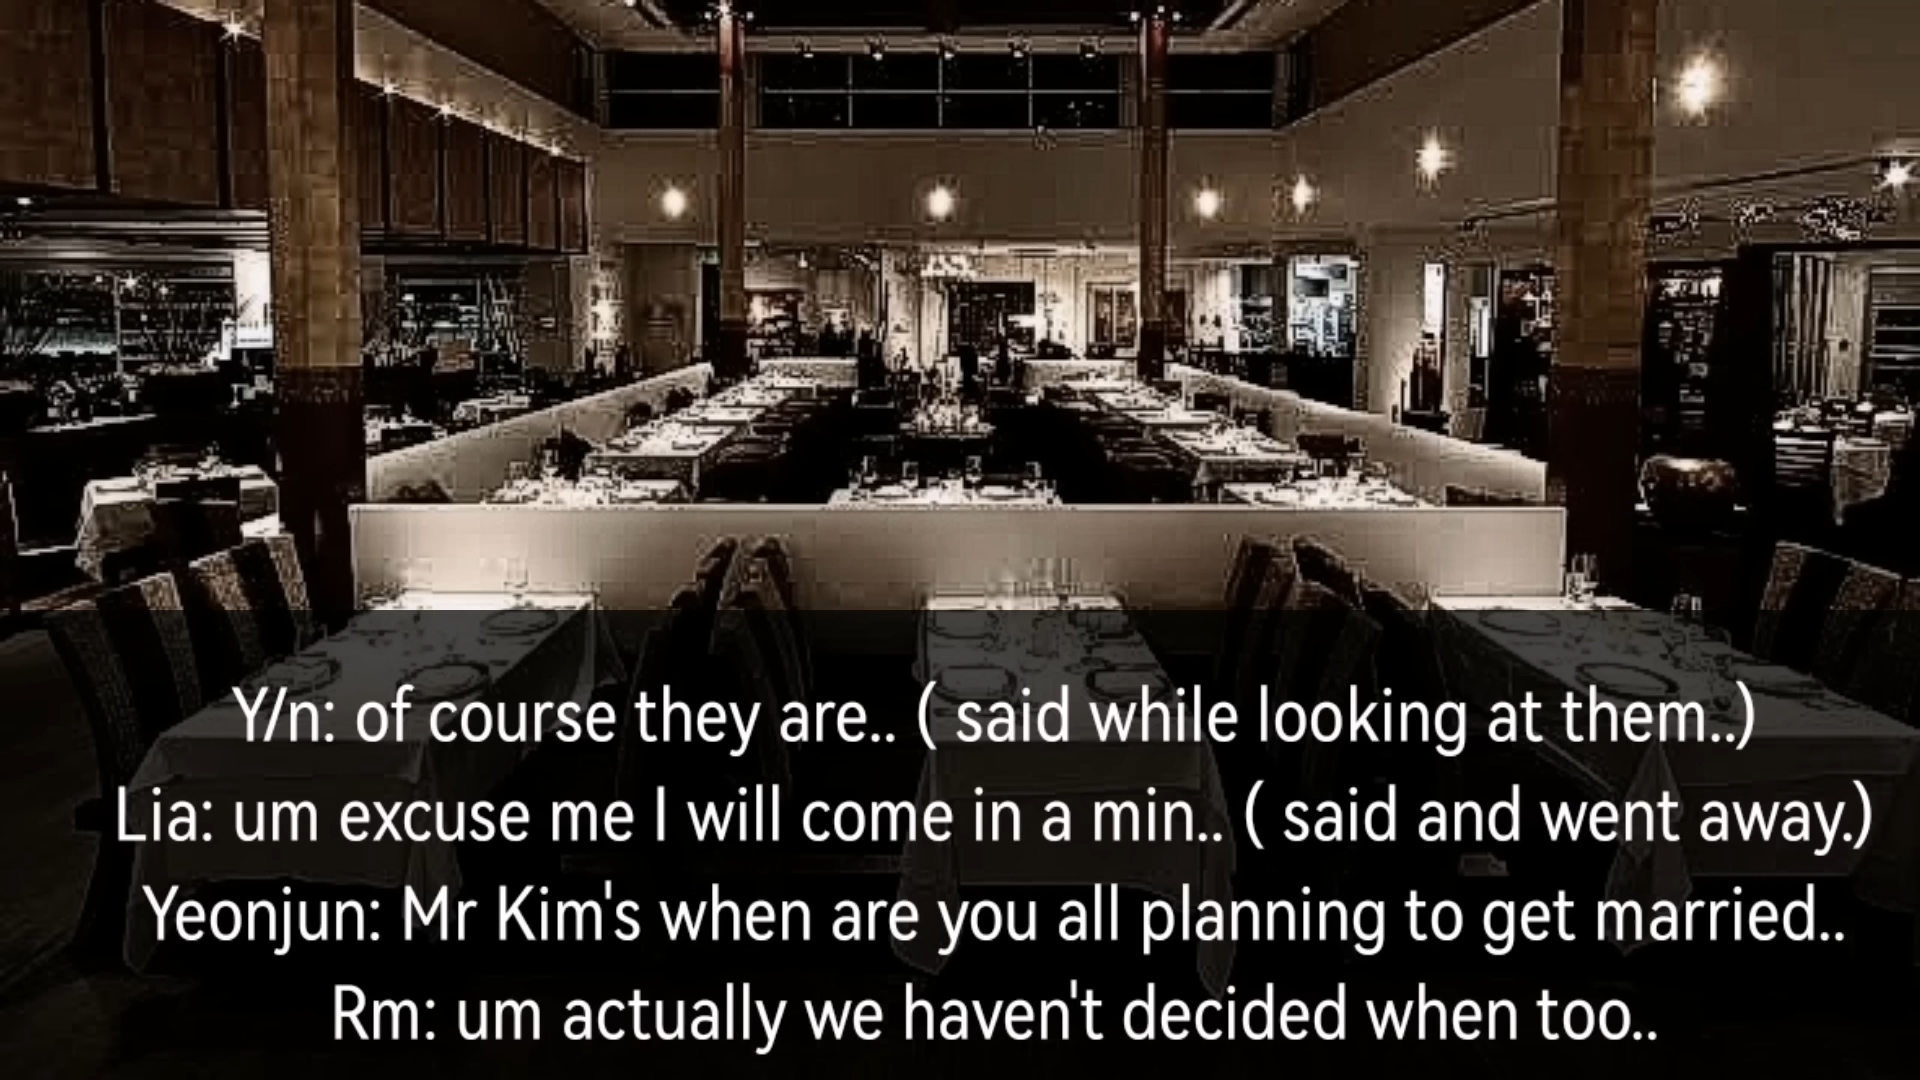 Y/n: of course they are.. ( said while looking at them..)
Lia: um excuse me I will come in a min.. ( said and went away.)
Yeonjun: Mr Kim's when are you all planning to get married..
Rm: um actually we haven't decided when too..